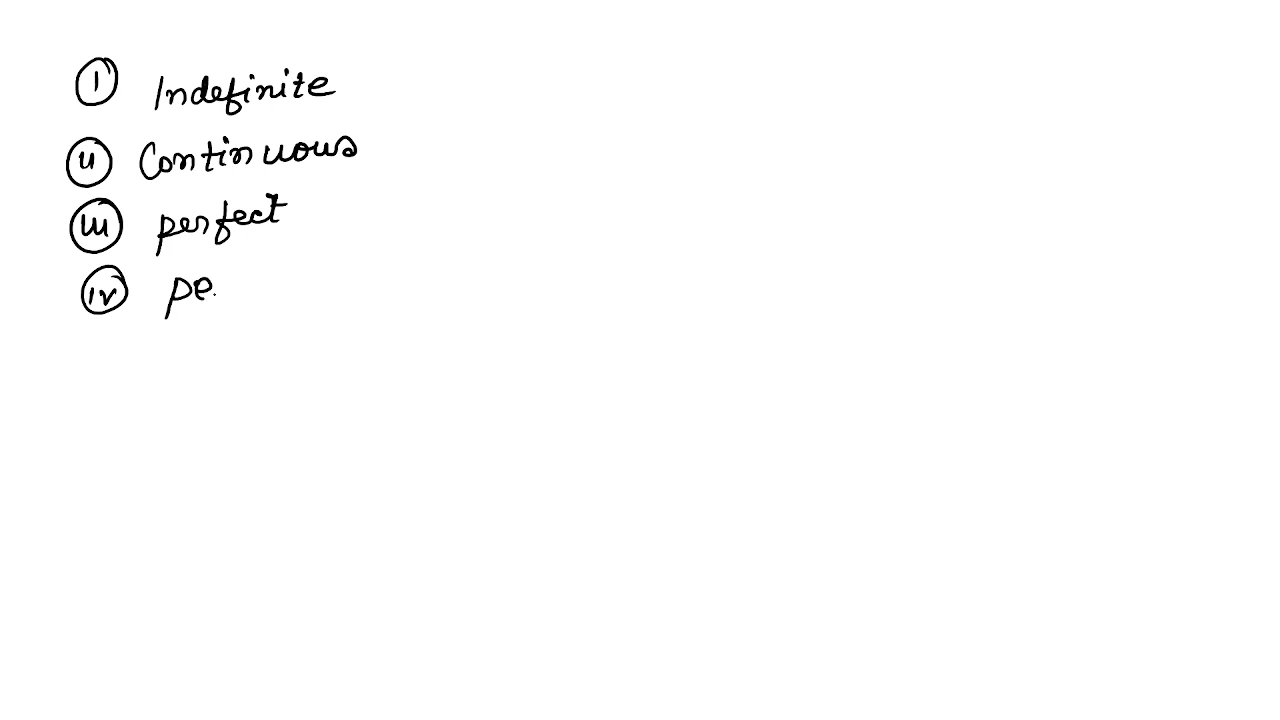 (i) Indefinite
(ii) Continuous
(iii) perfect
(iv) pe